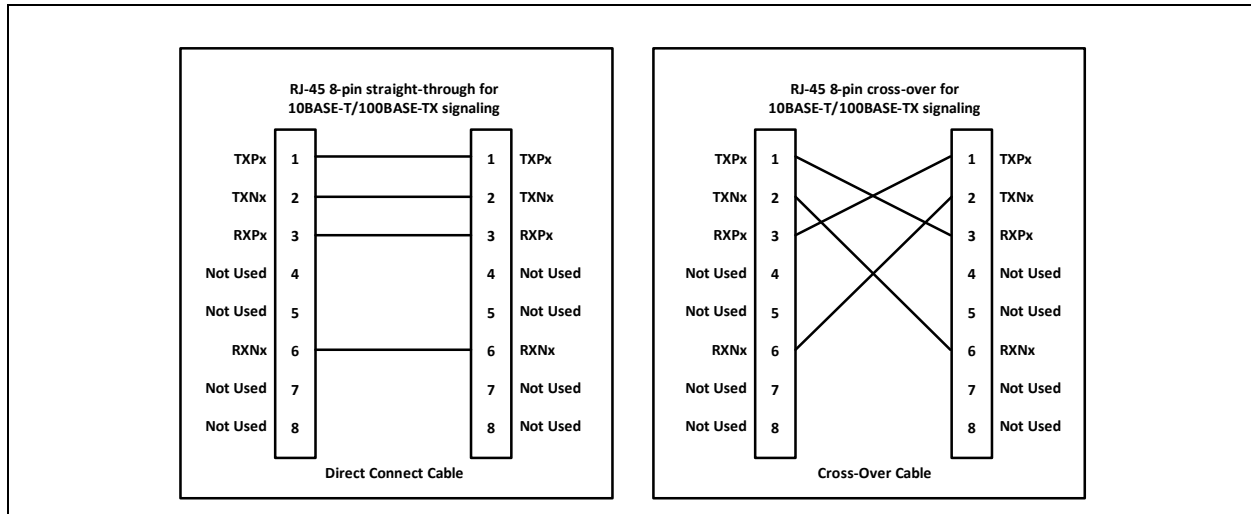 RJ-45 8-pin straight-through for
10BASE-T/100BASE-TX signaling
TXPx 1 1 TXPx
TXNx 2 2 TXNx
RXPx 3 3 RXPx
Not Used 4 4 Not Used
Not Used 5 5 Not Used
RXNx 6 6 RXNx
Not Used 7 7 Not Used
Not Used 8 8 Not Used
Direct Connect Cable
RJ-45 8-pin cross-over for
10BASE-T/100BASE-TX signaling
TXPx 1 1 TXPx
TXNx 2 2 TXNx
RXPx 3 3 RXPx
Not Used 4 4 Not Used
Not Used 5 5 Not Used
RXNx 6 6 RXNx
Not Used 7 7 Not Used
Not Used 8 8 Not Used
Cross-Over Cable